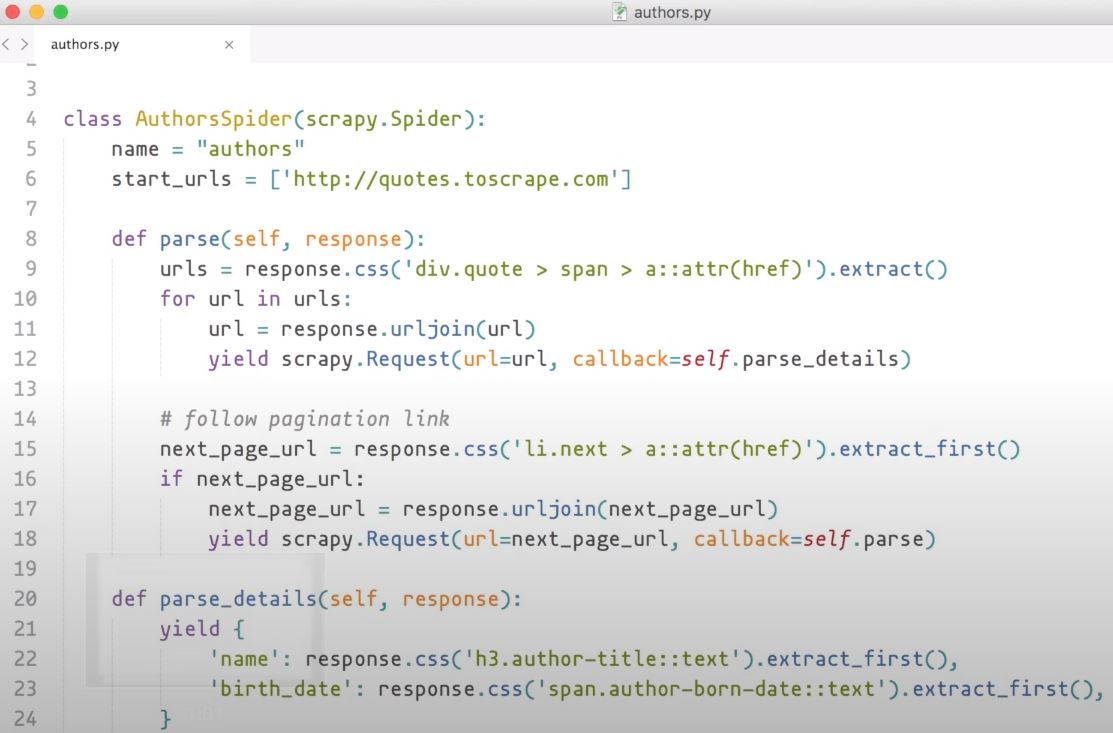 authors.py
authors.py ×
3
4 class AuthorsSpider(scrapy.Spider):
5     name = "authors"
6     start_urls = ['http://quotes.toscrape.com']
7
8     def parse(self, response):
9         urls = response.css('div.quote > span > a::attr(href)').extract()
10         for url in urls:
11             url = response.urljoin(url)
12             yield scrapy.Request(url=url, callback=self.parse_details)
13
14         # follow pagination link
15         next_page_url = response.css('li.next > a::attr(href)').extract_first()
16         if next_page_url:
17             next_page_url = response.urljoin(next_page_url)
18             yield scrapy.Request(url=next_page_url, callback=self.parse)
19
20     def parse_details(self, response):
21         yield {
22             'name': response.css('h3.author-title::text').extract_first(),
23             'birth_date': response.css('span.author-born-date::text').extract_first(),
24         }